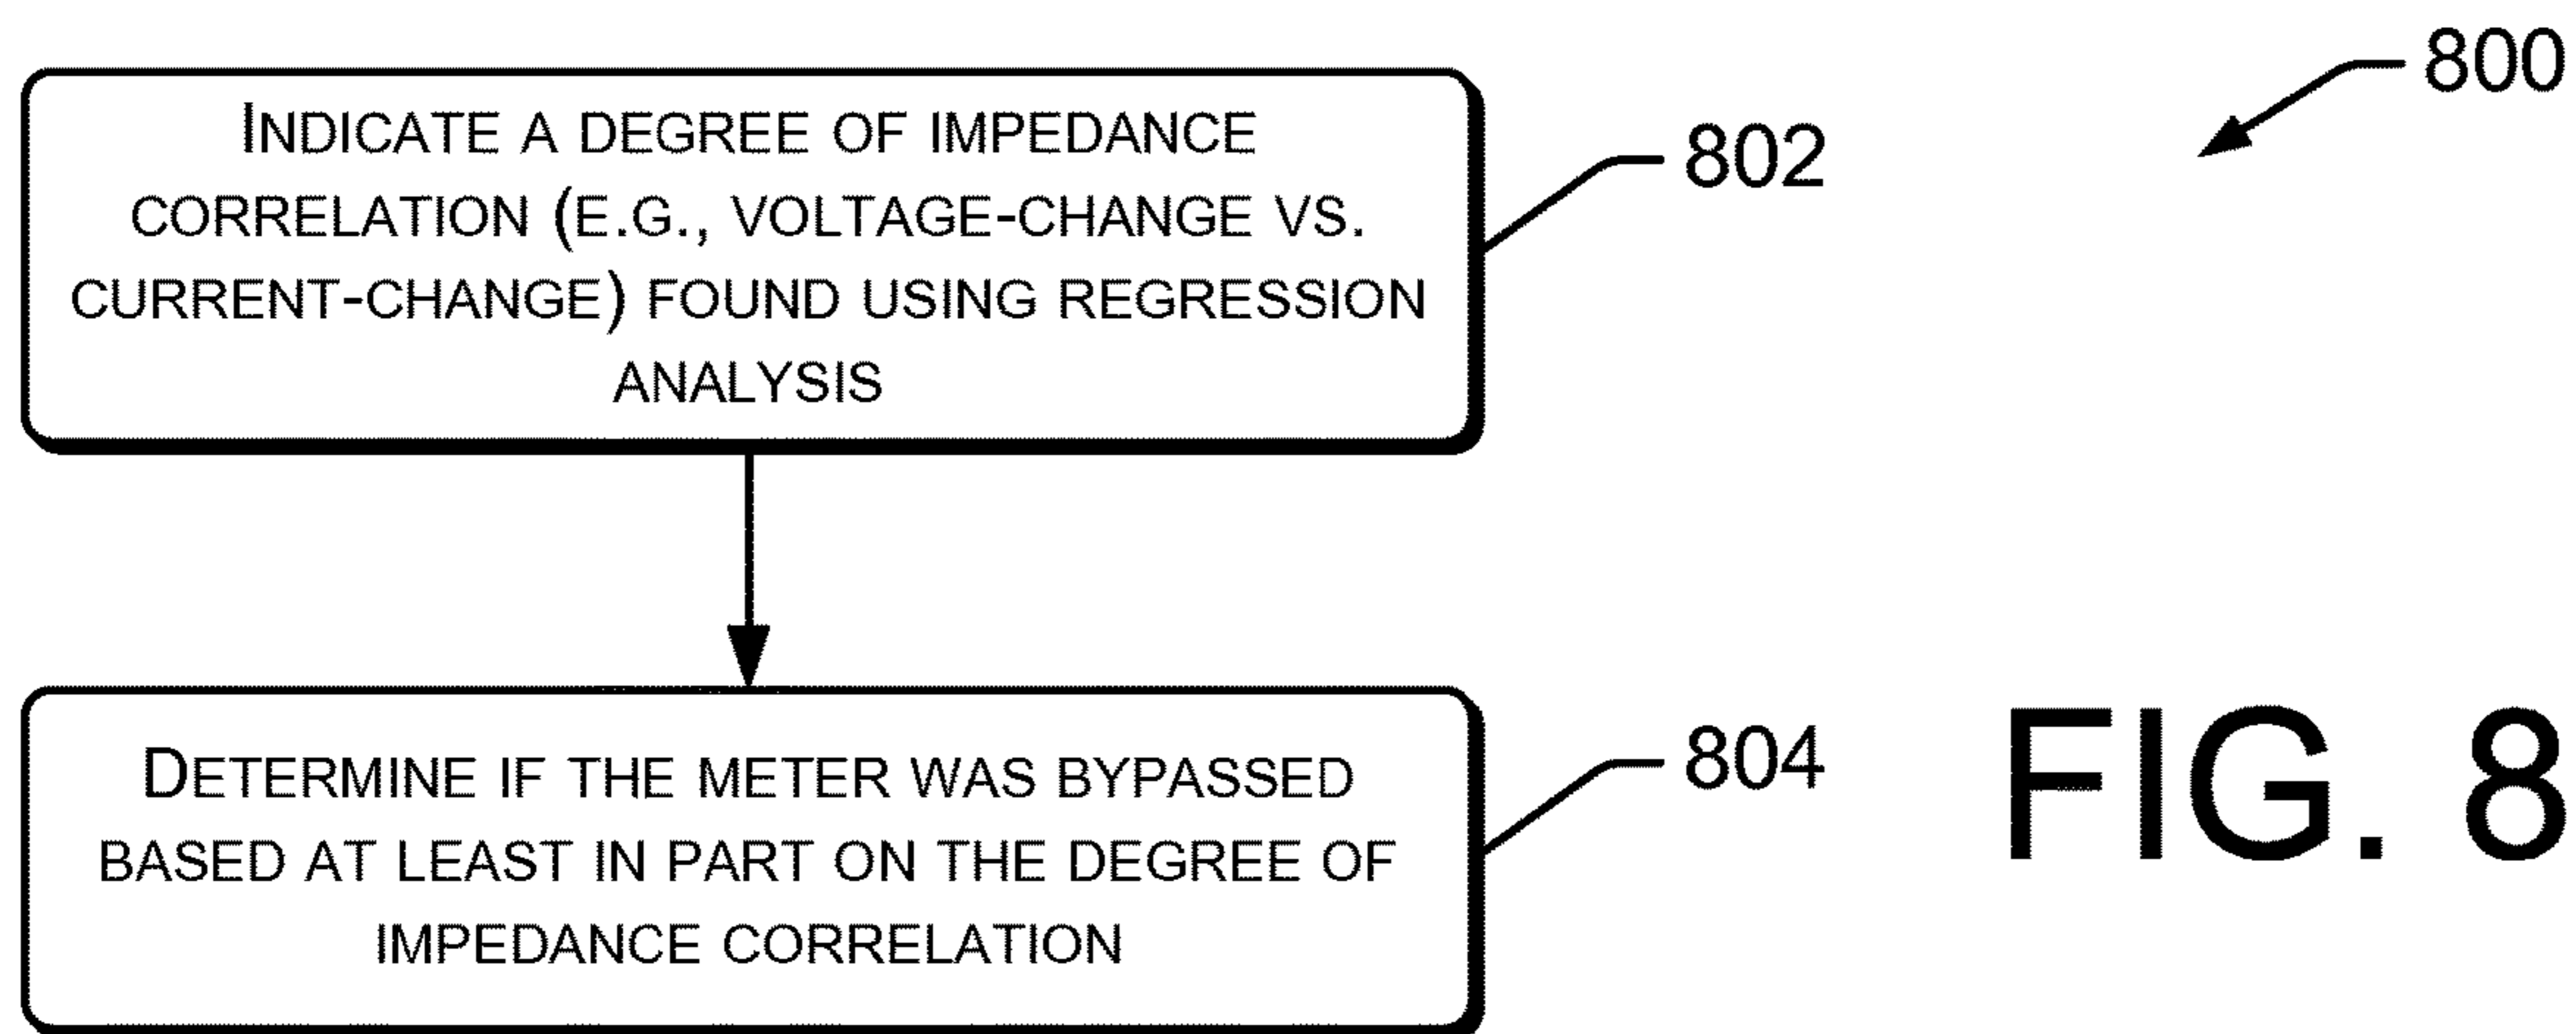 800
INDICATE A DEGREE OF IMPEDANCE
CORRELATION (E.G., VOLTAGE-CHANGE VS.
CURRENT-CHANGE) FOUND USING REGRESSION
ANALYSIS
802
DETERMINE IF THE METER WAS BYPASSED
BASED AT LEAST IN PART ON THE DEGREE OF
IMPEDANCE CORRELATION
804
FIG. 8